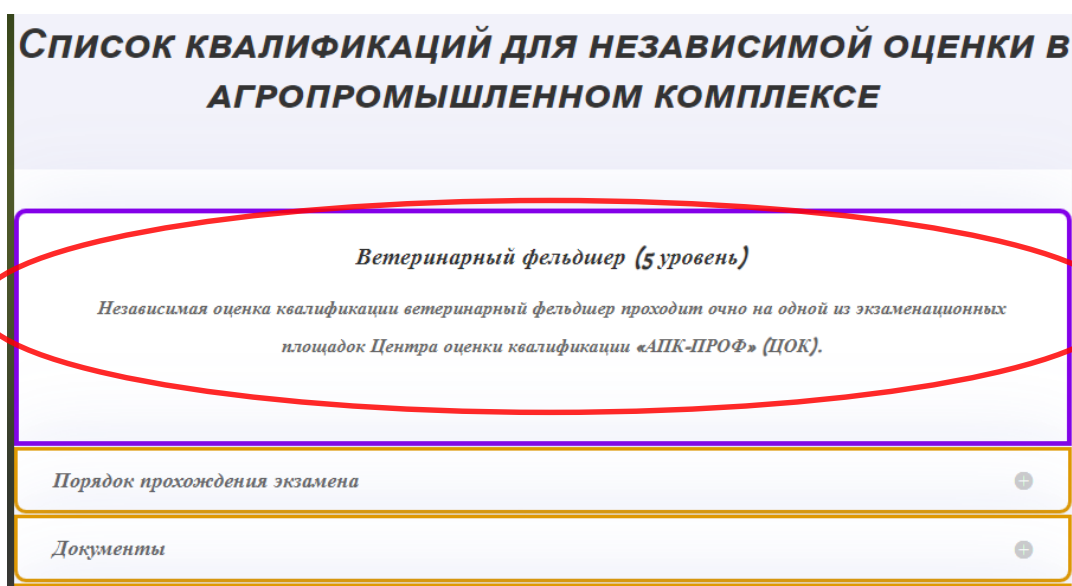 Список квалификаций для независимой оценки в
агропромышленном комплексе
Ветеринарный фельдшер (5 уровень)
Независимая оценка квалификации ветеринарный фельдшер проходит очно на одной из экзаменационных
площадок Центра оценки квалификации «АПК-ПРОФ» (ЦОК).
Порядок прохождения экзамена
Документы